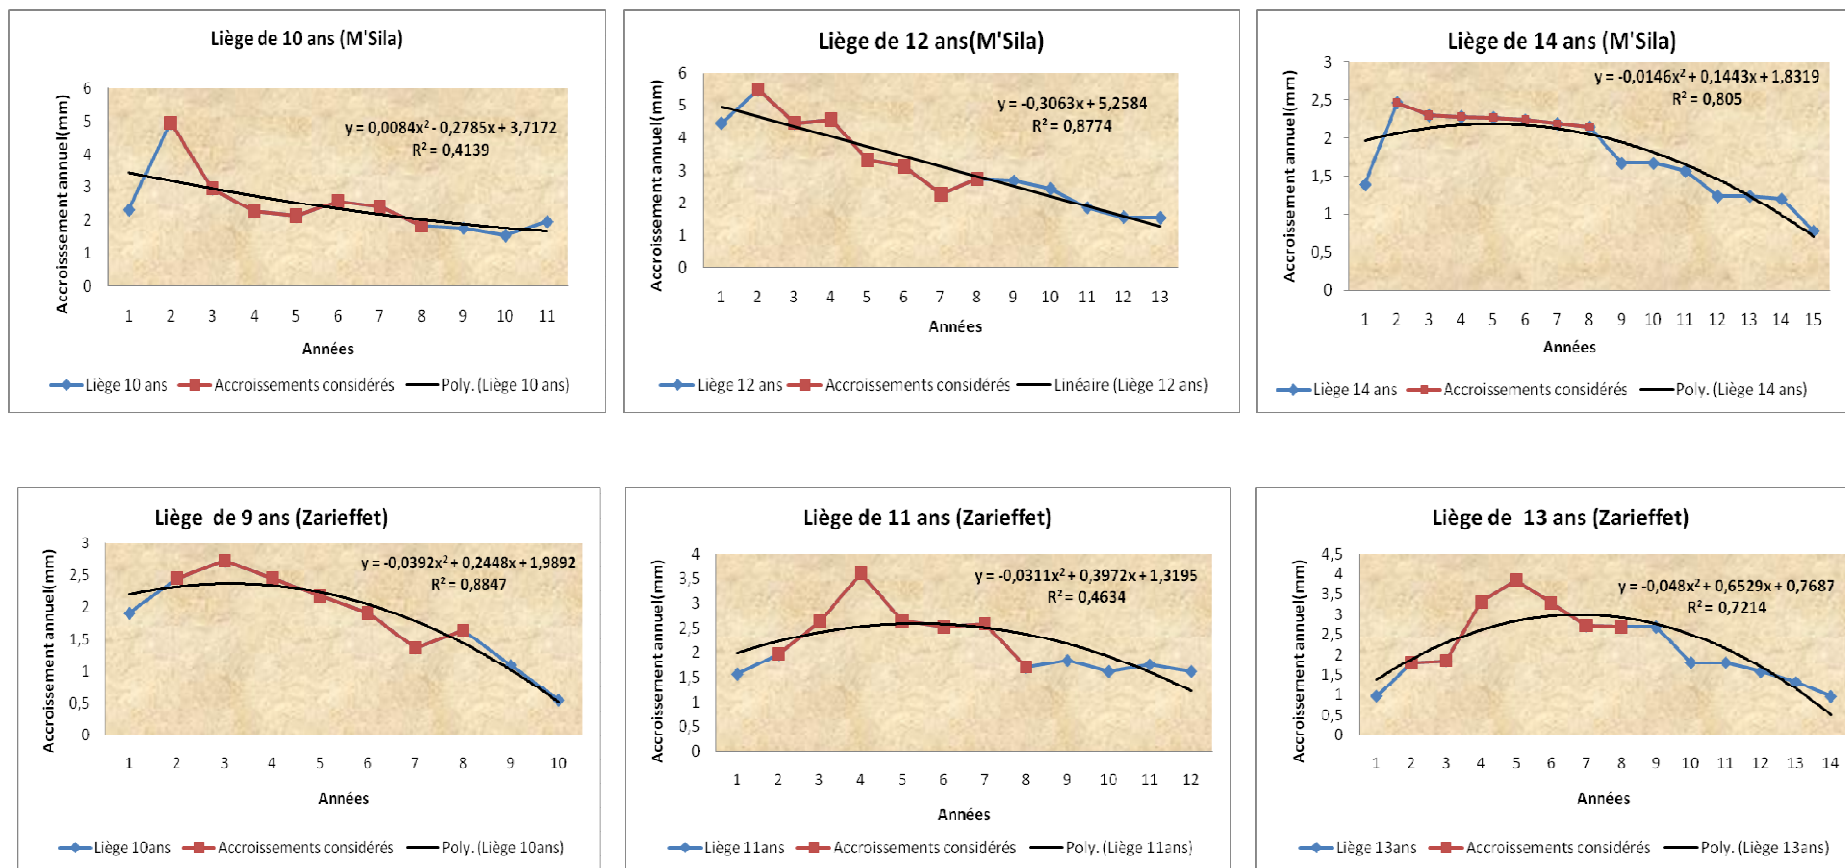 Liège de 10 ans (M'Sila)
Accroissement annuel(mm)
6
5
4
3
2
1
0
y = 0,0084x² - 0,2785x + 3,7172
R² = 0,4139
1 2 3 4 5 6 7 8 9 10 11
Années
Liège 10 ans Accroissements considérés Poly. (Liège 10 ans)
Liège de 12 ans(M'Sila)
Accroissement annuel(mm)
6
5
4
3
2
1
0
y = -0,3063x + 5,2584
R² = 0,8774
1 2 3 4 5 6 7 8 9 10 11 12 13
Années
Liège 12 ans Accroissements considérés Linéaire (Liège 12 ans)
Liège de 14 ans (M'Sila)
Accroissement annuel(mm)
3
2,5
2
1,5
1
0,5
0
y = -0,0146x² + 0,1443x + 1,8319
R² = 0,805
1 2 3 4 5 6 7 8 9 10 11 12 13 14 15
Années
Liège 14 ans Accroissements considérés Poly. (Liège 14 ans)
Liège de 9 ans (Zarieffet)
Accroissement annuel(mm)
3
2,5
2
1,5
1
0,5
0
y = -0,0392x² + 0,2448x + 1,9892
R² = 0,8847
1 2 3 4 5 6 7 8 9 10
Années
Liège 10ans Accroissements considérés Poly. (Liège 10ans)
Liège de 11 ans (Zarieffet)
Accroissement annuel(mm)
4
3,5
3
2,5
2
1,5
1
0,5
0
y = -0,0311x² + 0,3972x + 1,3195
R² = 0,4634
1 2 3 4 5 6 7 8 9 10 11 12
Années
Liège 11ans Accroissements considérés Poly. (Liège 11ans)
Liège de 13 ans (Zarieffet)
Accroissement annuel(mm)
4,5
4
3,5
3
2,5
2
1,5
1
0,5
0
y = -0,048x² + 0,6529x + 0,7687
R² = 0,7214
1 2 3 4 5 6 7 8 9 10 11 12 13 14
Années
Liège 13ans Accroissements considérés Poly. (Liège 13ans)